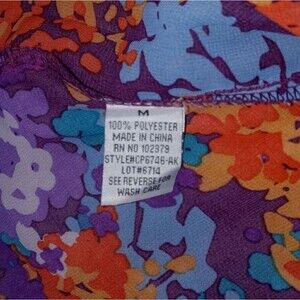 M
100% POLYESTER
MADE IN CHINA
RN NO 102379
STYLE#CP6746-AK
LOT#6714
SEE REVERSE FOR
WASH CARE